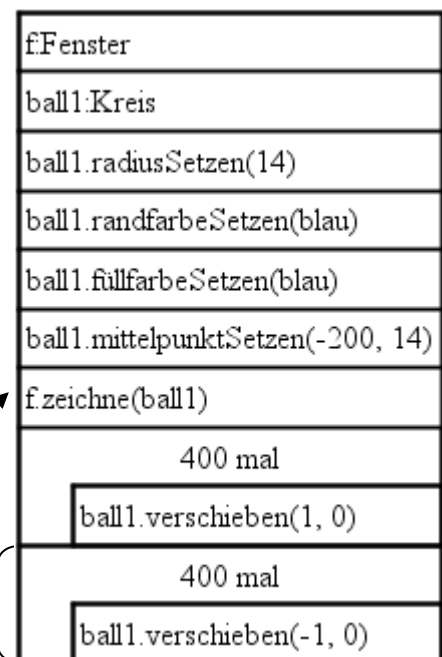 f:Fenster
ball1:Kreis
ball1.radiusSetzen(14)
ball1.randfarbeSetzen(blau)
ball1.füllfarbeSetzen(blau)
ball1.mittelpunktSetzen(-200, 14)
f.zeichne(ball1)
400 mal
ball1.verschieben(1, 0)
400 mal
ball1.verschieben(-1, 0)